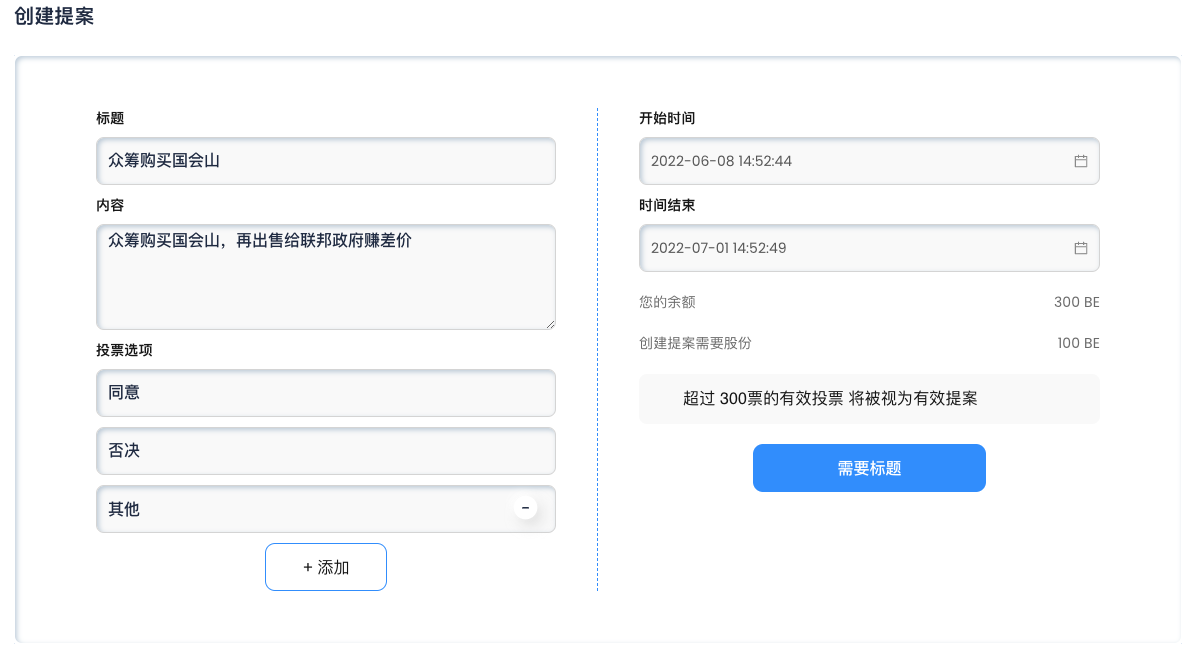 创建提案
标题
众筹购买国会山
内容
众筹购买国会山，再出售给联邦政府赚差价
投票选项
同意
否决
其他
-
+ 添加
开始时间
2022-06-08 14:52:44
时间结束
2022-07-01 14:52:49
您的余额 300 BE
创建提案需要股份 100 BE
超过 300票的有效投票 将被视为有效提案
需要标题